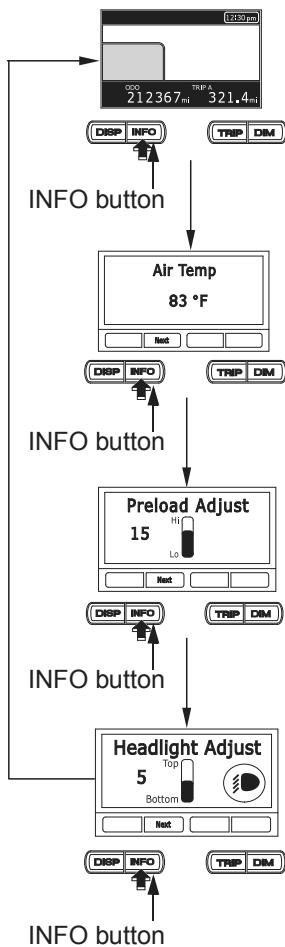 12:30 pm
ODO TRIP A
212367mi 321.4mi
DISP INFO TRIP DIM
INFO button
Air Temp
83 °F
Next
DISP INFO TRIP DIM
INFO button
Preload Adjust
Hi
15
Lo
Next
DISP INFO TRIP DIM
INFO button
Headlight Adjust
Top
5
Bottom
Next
DISP INFO TRIP DIM
INFO button